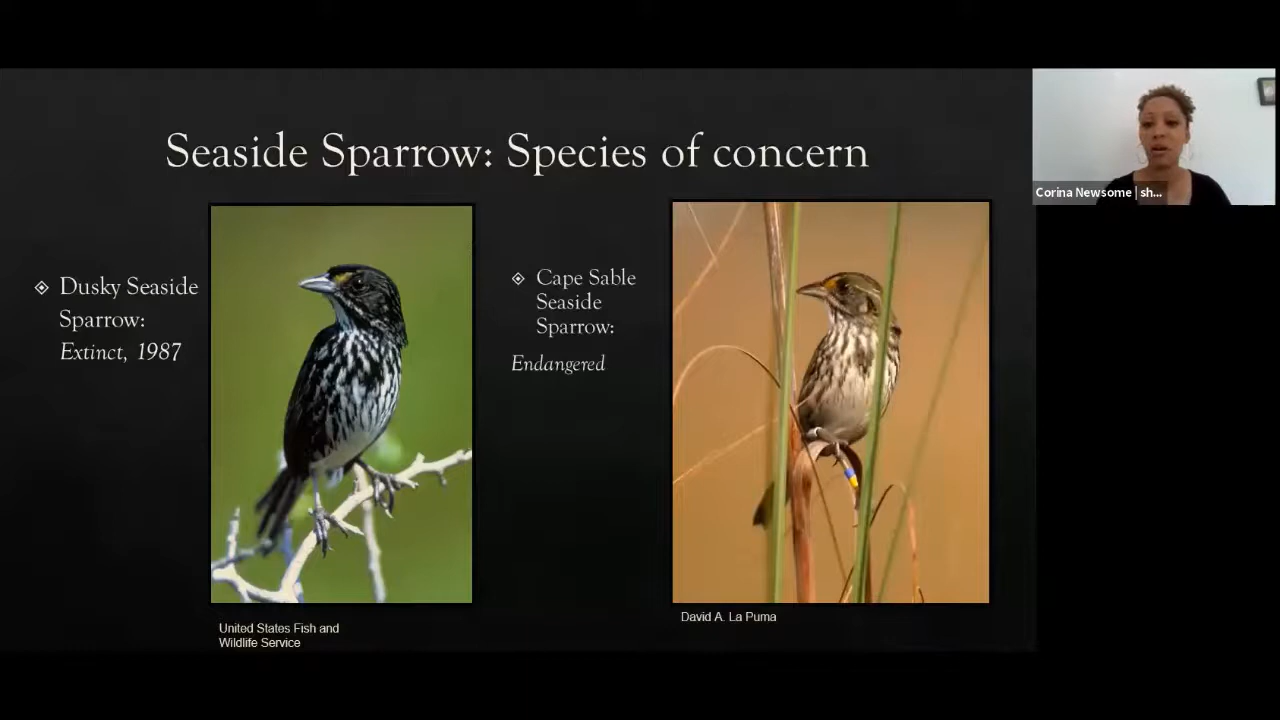 Seaside Sparrow: Species of concern
Dusky Seaside
Sparrow:
Extinct, 1987
Cape Sable
Seaside
Sparrow:
Endangered
United States Fish and
Wildlife Service
David A. La Puma
Corina Newsome | sh...